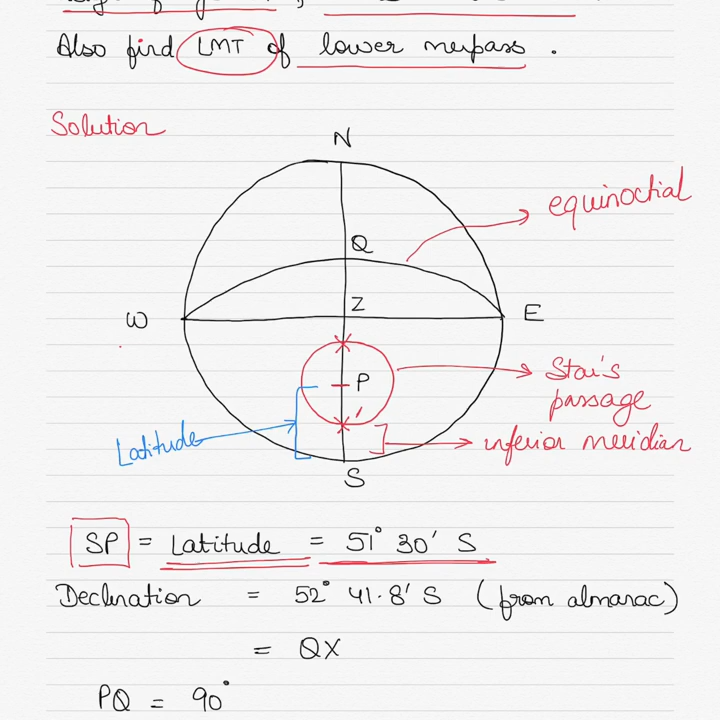 Also find LMT of lower merpass .
Solution
N
equinoctial
Q
Z
W
E
P
Star's
passage
Latitude
inferior meridian
S
SP = Latitude = 51° 30' S
Declination = 52° 41.8' S (from almanac)
= QX
PQ = 90°